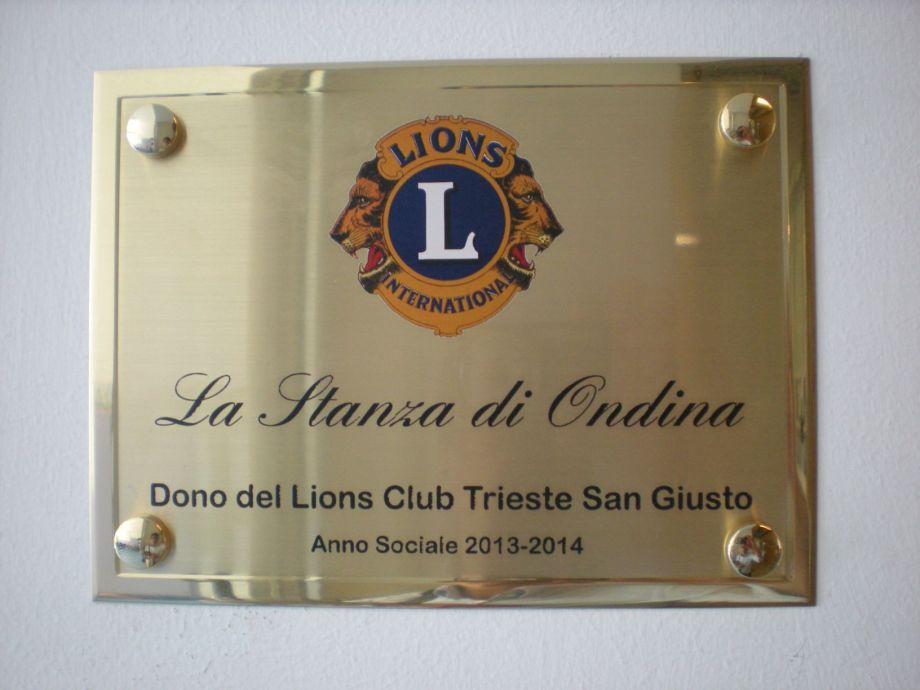 LIONS
L
INTERNATIONAL
La Stanza di Ondina
Dono del Lions Club Trieste San Giusto
Anno Sociale 2013-2014